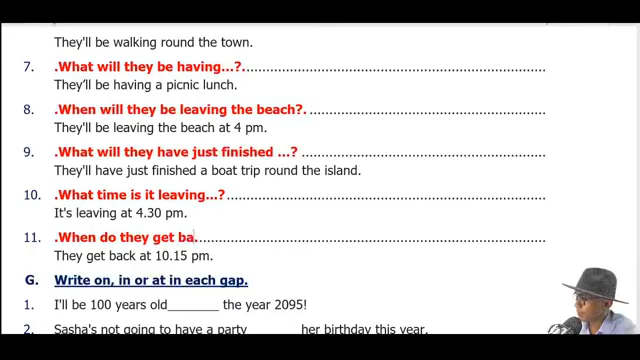 They'll be walking round the town.
7. .What will they be having...?.......................................................................................
They'll be having a picnic lunch.
8. .When will they be leaving the beach?. ....................................................................
They'll be leaving the beach at 4 pm.
9. .What will they have just finished ...? .......................................................................
They'll have just finished a boat trip round the island.
10. .What time is it leaving...? ...........................................................................................
It's leaving at 4.30 pm.
11. .When do they get ba...................................................................................................
They get back at 10.15 pm.
G. Write on, in or at in each gap.
1. I'll be 100 years old_______ the year 2095!
2. Sasha's not going to have a party _______ her birthday this year.